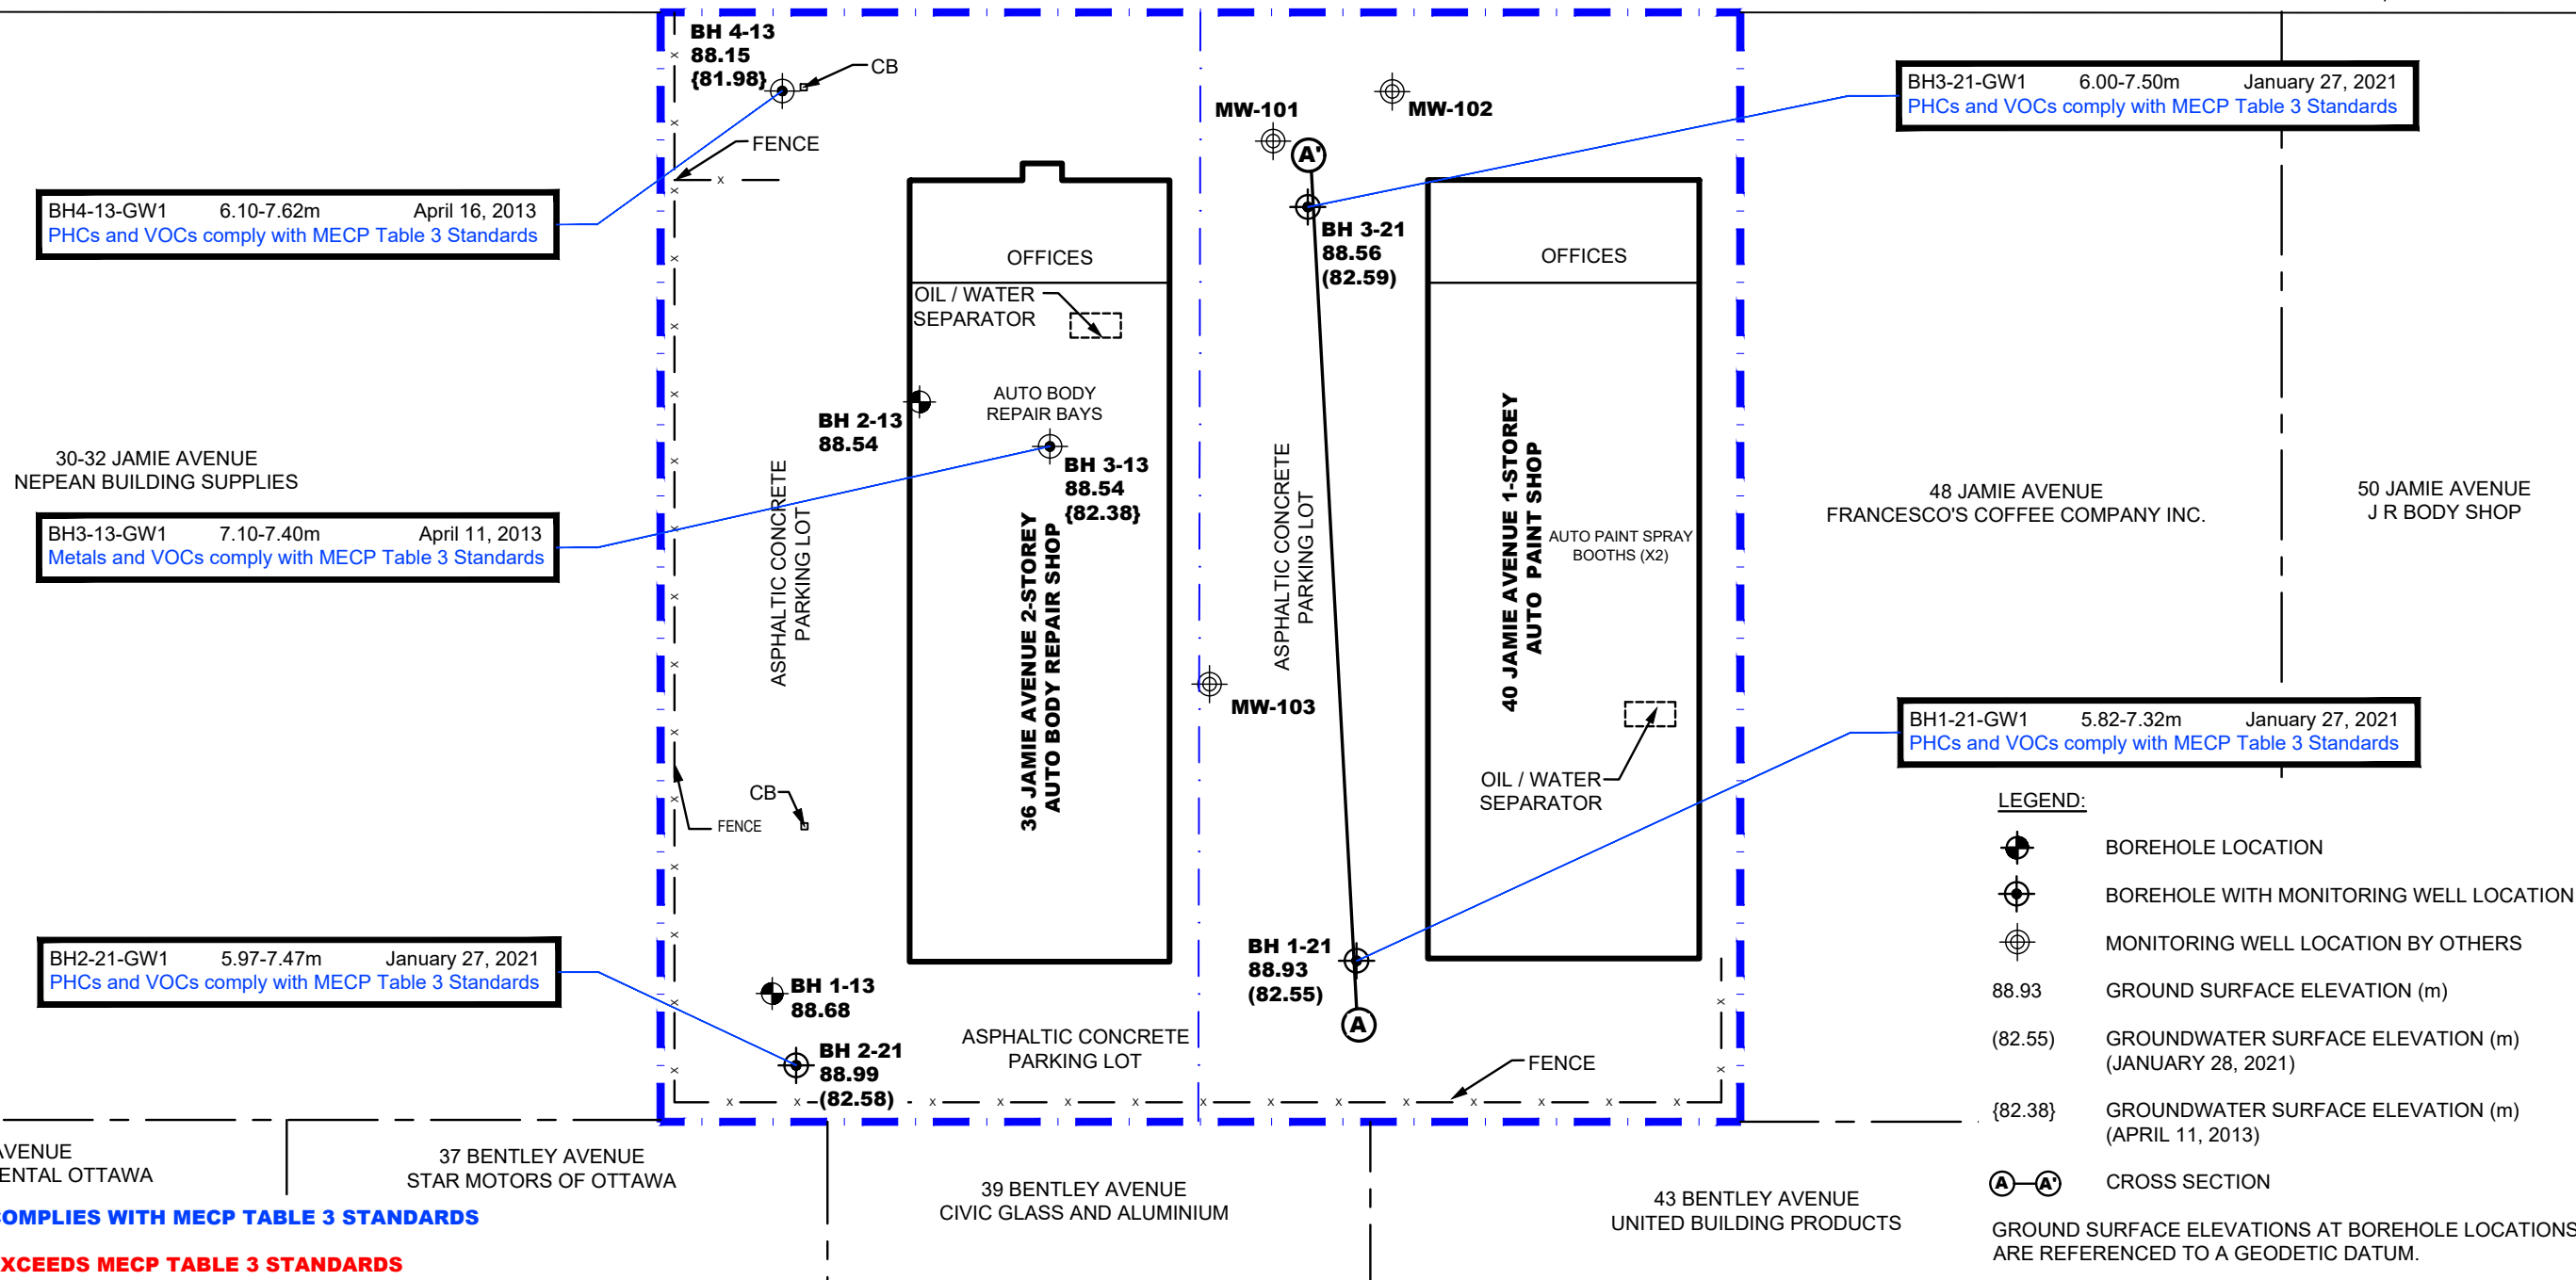 BH 4-13
88.15
{81.98}
CB
FENCE
x
MW-101
MW-102
A'
BH3-21-GW1 6.00-7.50m January 27, 2021
PHCs and VOCs comply with MECP Table 3 Standards
BH4-13-GW1 6.10-7.62m April 16, 2013
PHCs and VOCs comply with MECP Table 3 Standards
BH 3-21
88.56
(82.59)
OFFICES
OFFICES
OIL / WATER
SEPARATOR
AUTO BODY
REPAIR BAYS
BH 2-13
88.54
BH 3-13
88.54
{82.38}
30-32 JAMIE AVENUE
NEPEAN BUILDING SUPPLIES
BH3-13-GW1 7.10-7.40m April 11, 2013
Metals and VOCs comply with MECP Table 3 Standards
ASPHALTIC CONCRETE
PARKING LOT
36 JAMIE AVENUE 2-STOREY
AUTO BODY REPAIR SHOP
ASPHALTIC CONCRETE
PARKING LOT
40 JAMIE AVENUE 1-STOREY
AUTO PAINT SHOP
AUTO PAINT SPRAY
BOOTHS (X2)
48 JAMIE AVENUE
FRANCESCO'S COFFEE COMPANY INC.
50 JAMIE AVENUE
J R BODY SHOP
MW-103
BH1-21-GW1 5.82-7.32m January 27, 2021
PHCs and VOCs comply with MECP Table 3 Standards
OIL / WATER
SEPARATOR
CB
FENCE
BH2-21-GW1 5.97-7.47m January 27, 2021
PHCs and VOCs comply with MECP Table 3 Standards
BH 1-13
88.68
BH 2-21
88.99
(82.58)
ASPHALTIC CONCRETE
PARKING LOT
BH 1-21
88.93
(82.55)
A
FENCE
LEGEND:
BOREHOLE LOCATION
BOREHOLE WITH MONITORING WELL LOCATION
MONITORING WELL LOCATION BY OTHERS
88.93 GROUND SURFACE ELEVATION (m)
(82.55) GROUNDWATER SURFACE ELEVATION (m)
(JANUARY 28, 2021)
{82.38} GROUNDWATER SURFACE ELEVATION (m)
(APRIL 11, 2013)
A A' CROSS SECTION
GROUND SURFACE ELEVATIONS AT BOREHOLE LOCATIONS
ARE REFERENCED TO A GEODETIC DATUM.
AVENUE
ENTAL OTTAWA
37 BENTLEY AVENUE
STAR MOTORS OF OTTAWA
39 BENTLEY AVENUE
CIVIC GLASS AND ALUMINIUM
43 BENTLEY AVENUE
UNITED BUILDING PRODUCTS
COMPLIES WITH MECP TABLE 3 STANDARDS
XCEEDS MECP TABLE 3 STANDARDS